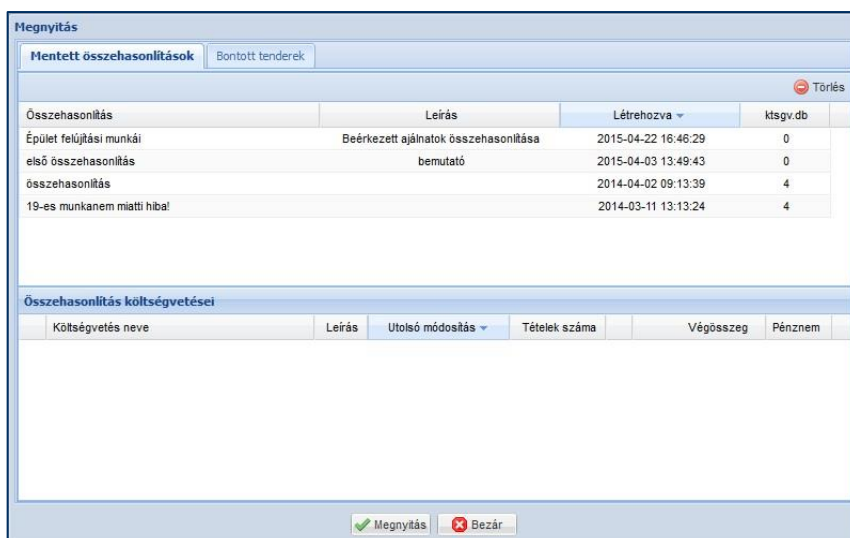 Megnyitás
Mentett összehasonlítások Bontott tenderek
Törlés
Összehasonlítás Leírás Létrehozva ktsgv.db
Épület felújítási munkái Beérkezett ajálnatok összehasonlítása 2015-04-22 16:46:29 0
első összehasonlítás bemutató 2015-04-03 13:49:43 0
összehasonlítás 2014-04-02 09:13:39 4
19-es munkanem miatti hiba! 2014-03-11 13:13:24 4
Összehasonlítás költségvetései
Költségvetés neve Leírás Utolsó módosítás Tételek száma Végösszeg Pénznem
Megnyitás Bezár